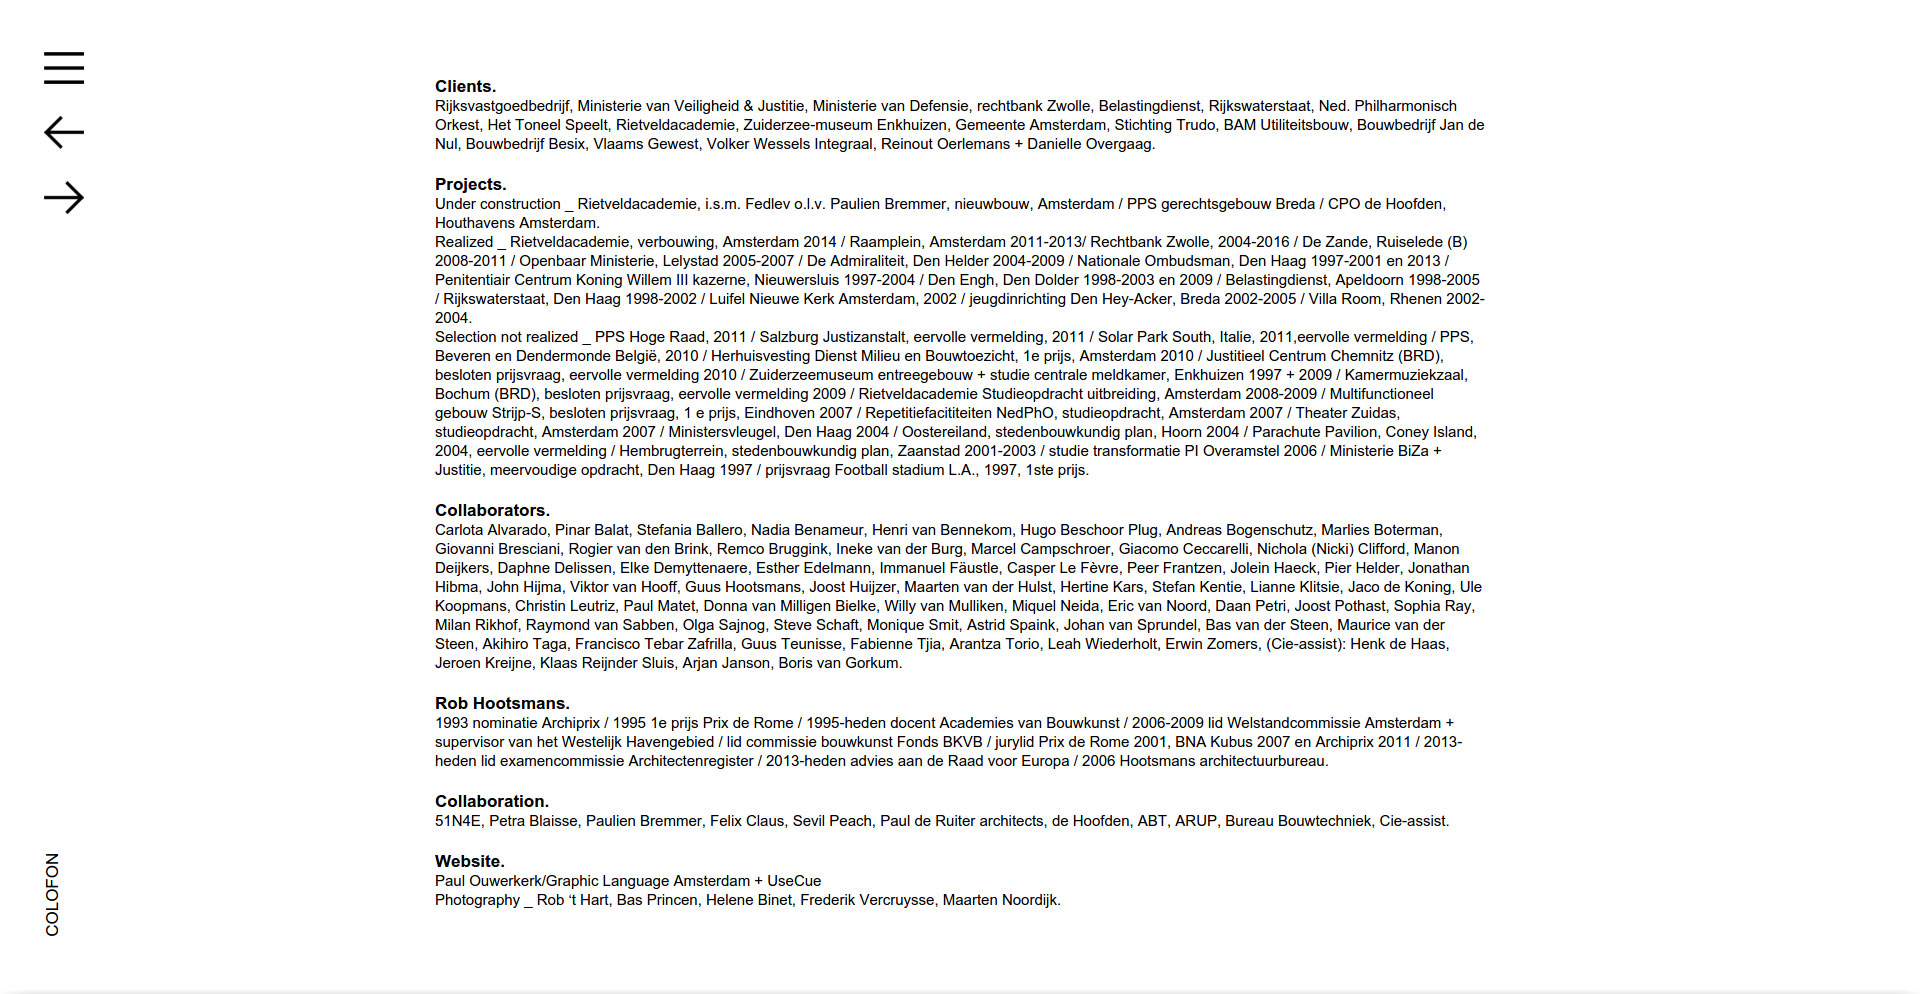 Clients.
Rijksvastgoedbedrijf, Ministerie van Veiligheid & Justitie, Ministerie van Defensie, rechtbank Zwolle, Belastingdienst, Rijkswaterstaat, Ned. Philharmonisch
Orkest, Het Toneel Speelt, Rietveldacademie, Zuiderzee-museum Enkhuizen, Gemeente Amsterdam, Stichting Trudo, BAM Utiliteitsbouw, Bouwbedrijf Jan de
Nul, Bouwbedrijf Besix, Vlaams Gewest, Volker Wessels Integraal, Reinout Oerlemans + Danielle Overgaag.
Projects.
Under construction _ Rietveldacademie, i.s.m. Fedlev o.l.v. Paulien Bremmer, nieuwbouw, Amsterdam / PPS gerechtsgebouw Breda / CPO de Hoofden,
Houthavens Amsterdam.
Realized _ Rietveldacademie, verbouwing, Amsterdam 2014 / Raamplein, Amsterdam 2011-2013/ Rechtbank Zwolle, 2004-2016 / De Zande, Ruiselede (B)
2008-2011 / Openbaar Ministerie, Lelystad 2005-2007 / De Admiraliteit, Den Helder 2004-2009 / Nationale Ombudsman, Den Haag 1997-2001 en 2013 /
Penitentiair Centrum Koning Willem III kazerne, Nieuwersluis 1997-2004 / Den Engh, Den Dolder 1998-2003 en 2009 / Belastingdienst, Apeldoorn 1998-2005
/ Rijkswaterstaat, Den Haag 1998-2002 / Luifel Nieuwe Kerk Amsterdam, 2002 / jeugdinrichting Den Hey-Acker, Breda 2002-2005 / Villa Room, Rhenen 2002-
2004.
Selection not realized _ PPS Hoge Raad, 2011 / Salzburg Justizanstalt, eervolle vermelding, 2011 / Solar Park South, Italie, 2011,eervolle vermelding / PPS,
Beveren en Dendermonde België, 2010 / Herhuisvesting Dienst Milieu en Bouwtoezicht, 1e prijs, Amsterdam 2010 / Justitieel Centrum Chemnitz (BRD),
besloten prijsvraag, eervolle vermelding 2010 / Zuiderzeemuseum entreegebouw + studie centrale meldkamer, Enkhuizen 1997 + 2009 / Kamermuziekzaal,
Bochum (BRD), besloten prijsvraag, eervolle vermelding 2009 / Rietveldacademie Studieopdracht uitbreiding, Amsterdam 2008-2009 / Multifunctioneel
gebouw Strijp-S, besloten prijsvraag, 1 e prijs, Eindhoven 2007 / Repetitiefacititeiten NedPhO, studieopdracht, Amsterdam 2007 / Theater Zuidas,
studieopdracht, Amsterdam 2007 / Ministersvleugel, Den Haag 2004 / Oostereiland, stedenbouwkundig plan, Hoorn 2004 / Parachute Pavilion, Coney Island,
2004, eervolle vermelding / Hembrugterrein, stedenbouwkundig plan, Zaanstad 2001-2003 / studie transformatie PI Overamstel 2006 / Ministerie BiZa +
Justitie, meervoudige opdracht, Den Haag 1997 / prijsvraag Football stadium L.A., 1997, 1ste prijs.
Collaborators.
Carlota Alvarado, Pinar Balat, Stefania Ballero, Nadia Benameur, Henri van Bennekom, Hugo Beschoor Plug, Andreas Bogenschutz, Marlies Boterman,
Giovanni Bresciani, Rogier van den Brink, Remco Bruggink, Ineke van der Burg, Marcel Campschroer, Giacomo Ceccarelli, Nichola (Nicki) Clifford, Manon
Deijkers, Daphne Delissen, Elke Demyttenaere, Esther Edelmann, Immanuel Fäustle, Casper Le Fèvre, Peer Frantzen, Jolein Haeck, Pier Helder, Jonathan
Hibma, John Hijma, Viktor van Hooff, Guus Hootsmans, Joost Huijzer, Maarten van der Hulst, Hertine Kars, Stefan Kentie, Lianne Klitsie, Jaco de Koning, Ule
Koopmans, Christin Leutriz, Paul Matet, Donna van Milligen Bielke, Willy van Mulliken, Miquel Neida, Eric van Noord, Daan Petri, Joost Pothast, Sophia Ray,
Milan Rikhof, Raymond van Sabben, Olga Sajnog, Steve Schaft, Monique Smit, Astrid Spaink, Johan van Sprundel, Bas van der Steen, Maurice van der
Steen, Akihiro Taga, Francisco Tebar Zafrilla, Guus Teunisse, Fabienne Tjia, Arantza Torio, Leah Wiederholt, Erwin Zomers, (Cie-assist): Henk de Haas,
Jeroen Kreijne, Klaas Reijnder Sluis, Arjan Janson, Boris van Gorkum.
Rob Hootsmans.
1993 nominatie Archiprix / 1995 1e prijs Prix de Rome / 1995-heden docent Academies van Bouwkunst / 2006-2009 lid Welstandcommissie Amsterdam +
supervisor van het Westelijk Havengebied / lid commissie bouwkunst Fonds BKVB / jurylid Prix de Rome 2001, BNA Kubus 2007 en Archiprix 2011 / 2013-
heden lid examencommissie Architectenregister / 2013-heden advies aan de Raad voor Europa / 2006 Hootsmans architectuurbureau.
Collaboration.
51N4E, Petra Blaisse, Paulien Bremmer, Felix Claus, Sevil Peach, Paul de Ruiter architects, de Hoofden, ABT, ARUP, Bureau Bouwtechniek, Cie-assist.
Website.
Paul Ouwerkerk/Graphic Language Amsterdam + UseCue
Photography _ Rob ‘t Hart, Bas Princen, Helene Binet, Frederik Vercruysse, Maarten Noordijk.
COLOFON